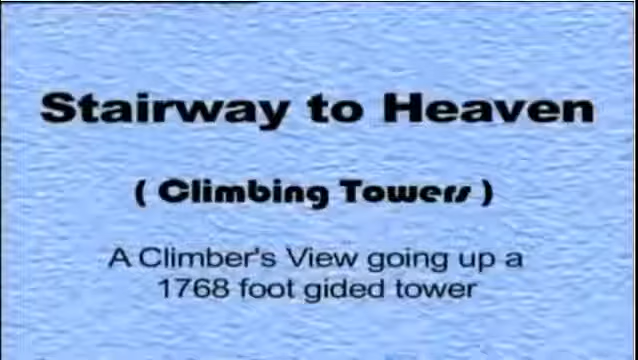 Stairway to Heaven
( Climbing Towers )
A Climber's View going up a
1768 foot gided tower